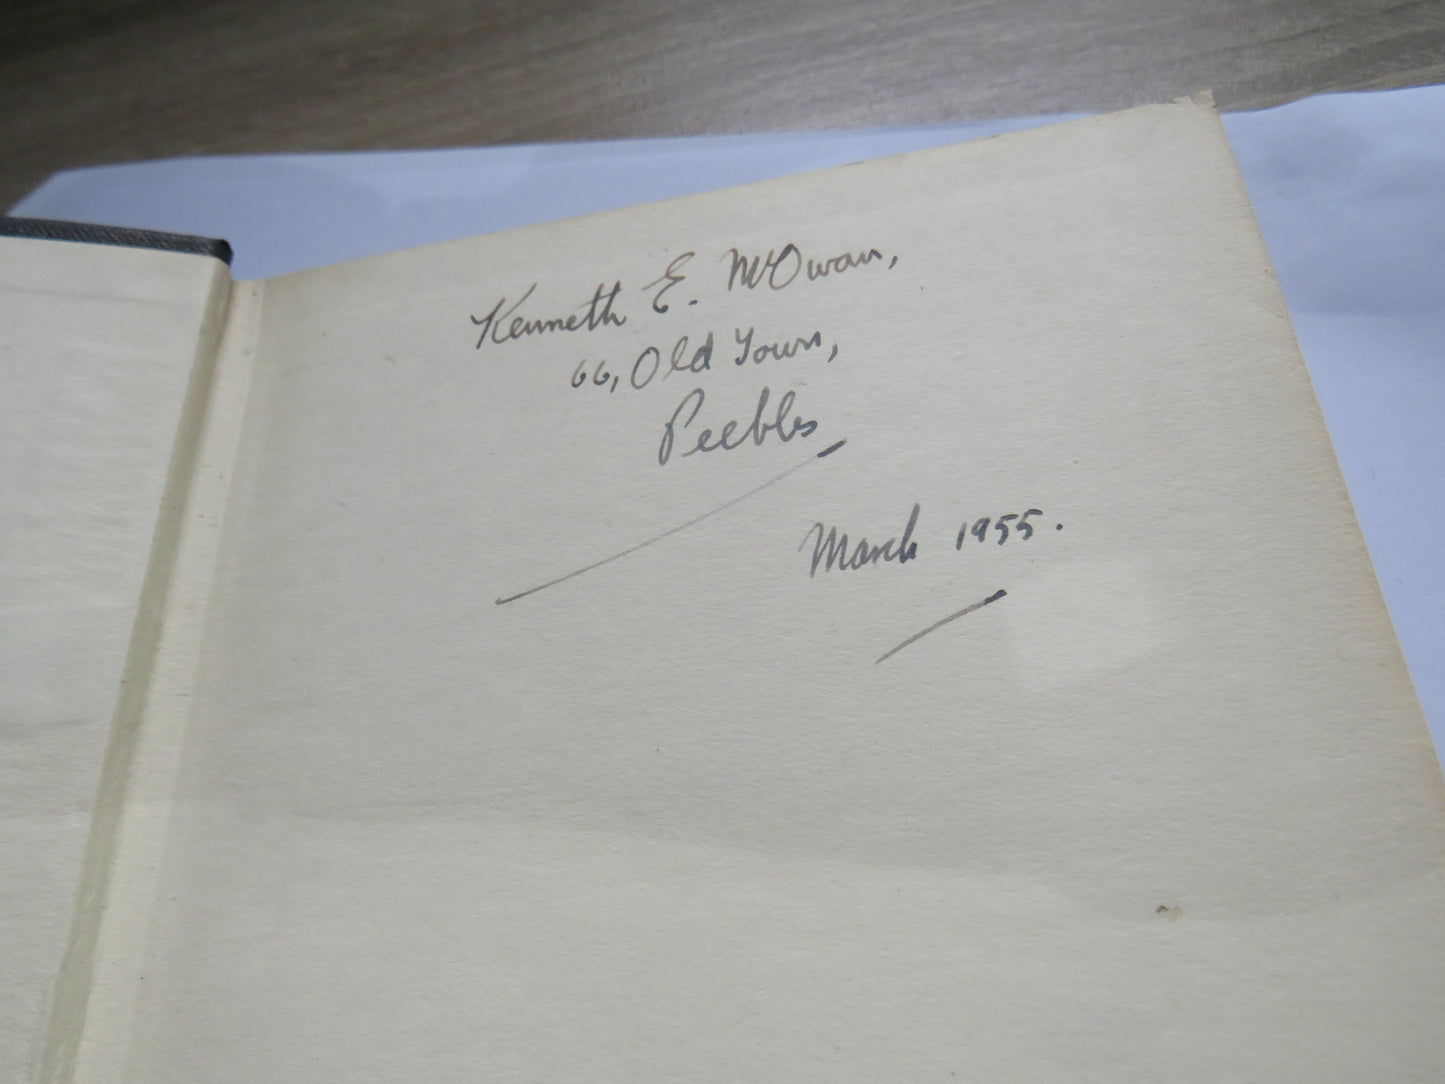 Kenneth E. McOwan,
66, Old Town,
Peebles
March 1955.